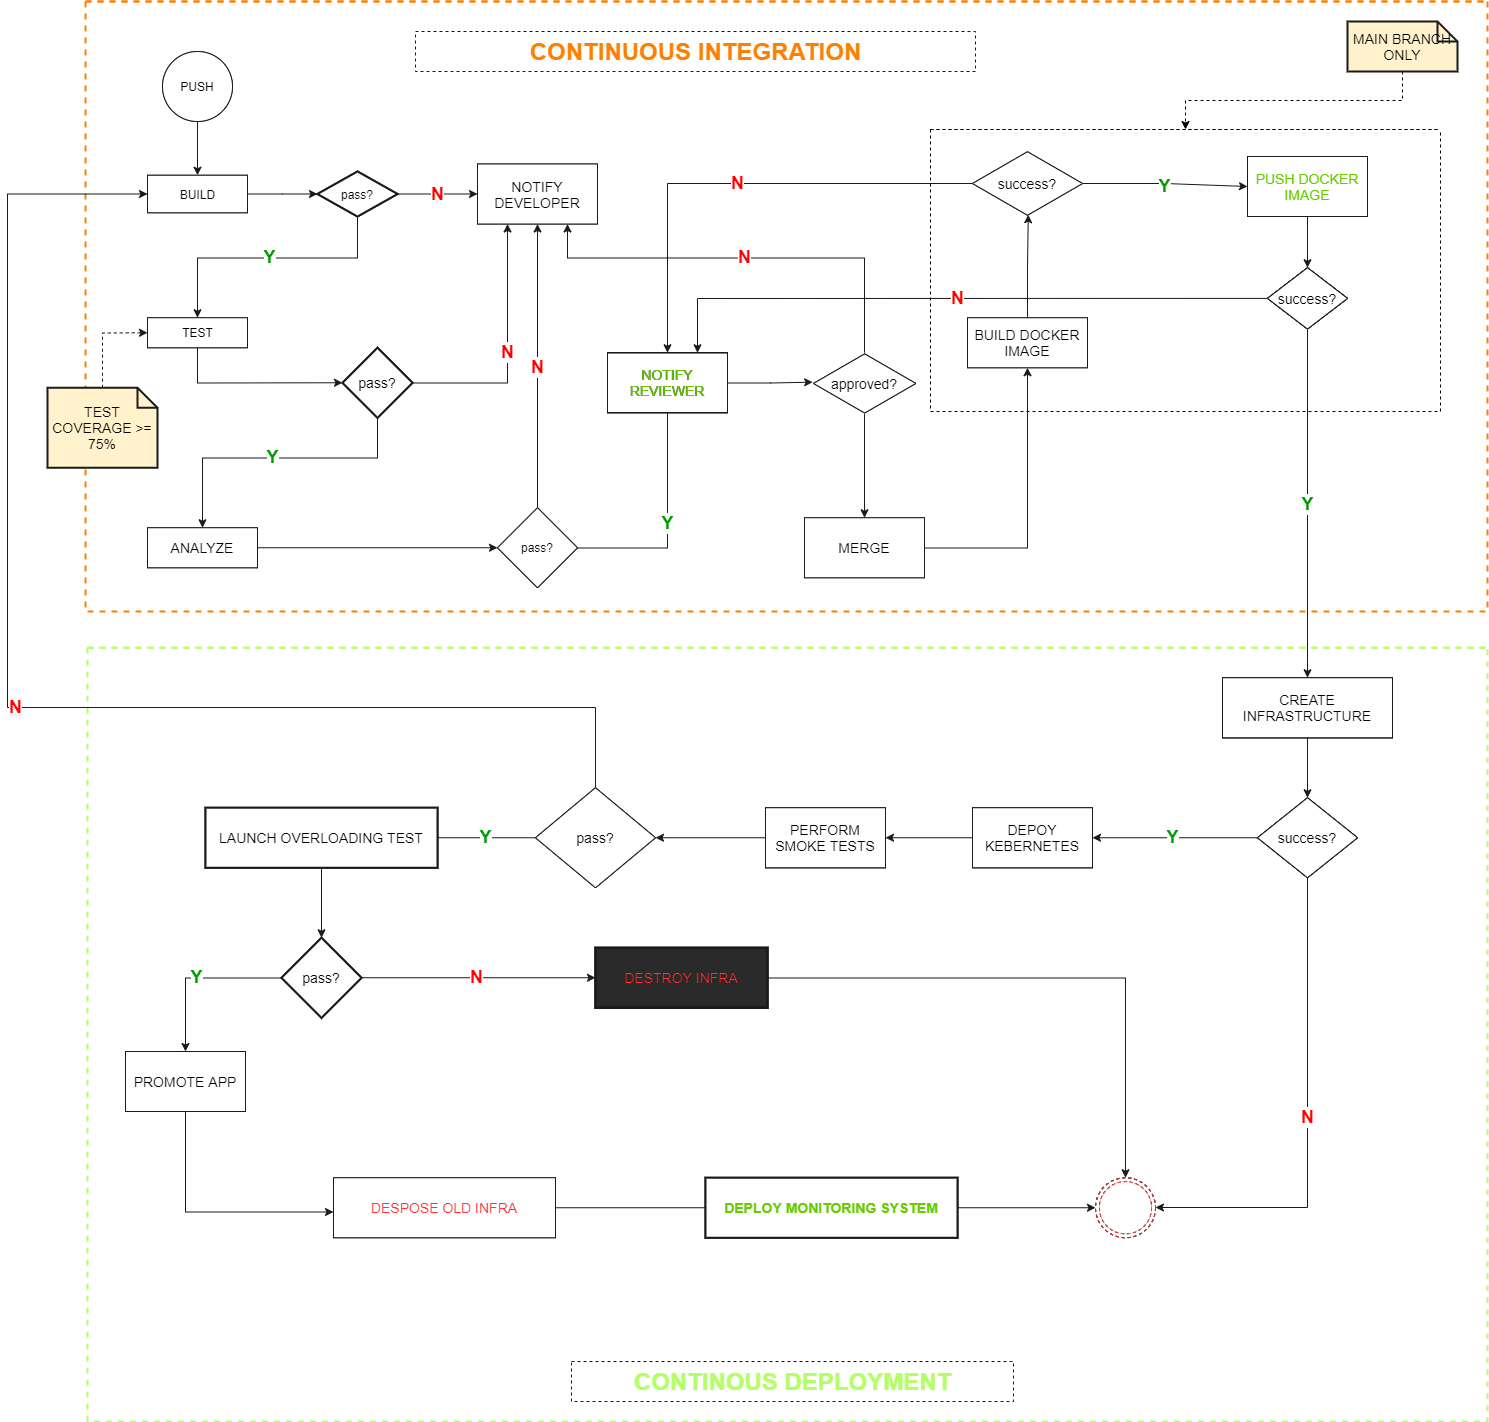 CONTINUOUS INTEGRATION
MAIN BRANCH
ONLY
PUSH
BUILD
pass?
N
NOTIFY
DEVELOPER
N
success?
Y
PUSH DOCKER
IMAGE
Y
N
TEST
N
success?
BUILD DOCKER
IMAGE
TEST
COVERAGE >=
75%
pass?
N
N
NOTIFY
REVIEWER
approved?
Y
ANALYZE
pass?
Y
MERGE
Y
N
CREATE
INFRASTRUCTURE
LAUNCH OVERLOADING TEST
Y
pass?
PERFORM
SMOKE TESTS
DEPOY
KEBERNETES
Y
success?
Y
pass?
N
DESTROY INFRA
PROMOTE APP
N
DESPOSE OLD INFRA
DEPLOY MONITORING SYSTEM
CONTINOUS DEPLOYMENT